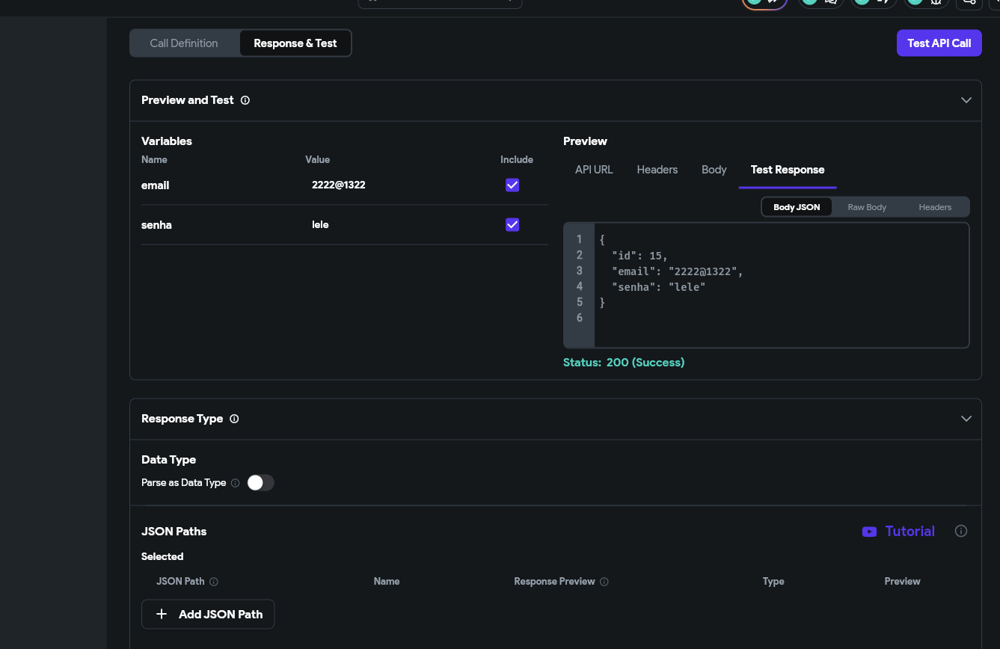 Call Definition
Response & Test
Test API Call
Preview and Test
Variables
Name Value Include
email 2222@1322
senha lele
Preview
API URL Headers Body Test Response
Body JSON Raw Body Headers
1 {
2 "id": 15,
3 "email": "2222@1322",
4 "senha": "lele"
5 }
6
Status: 200 (Success)
Response Type
Data Type
Parse as Data Type
JSON Paths
Tutorial
Selected
JSON Path Name Response Preview Type Preview
+ Add JSON Path